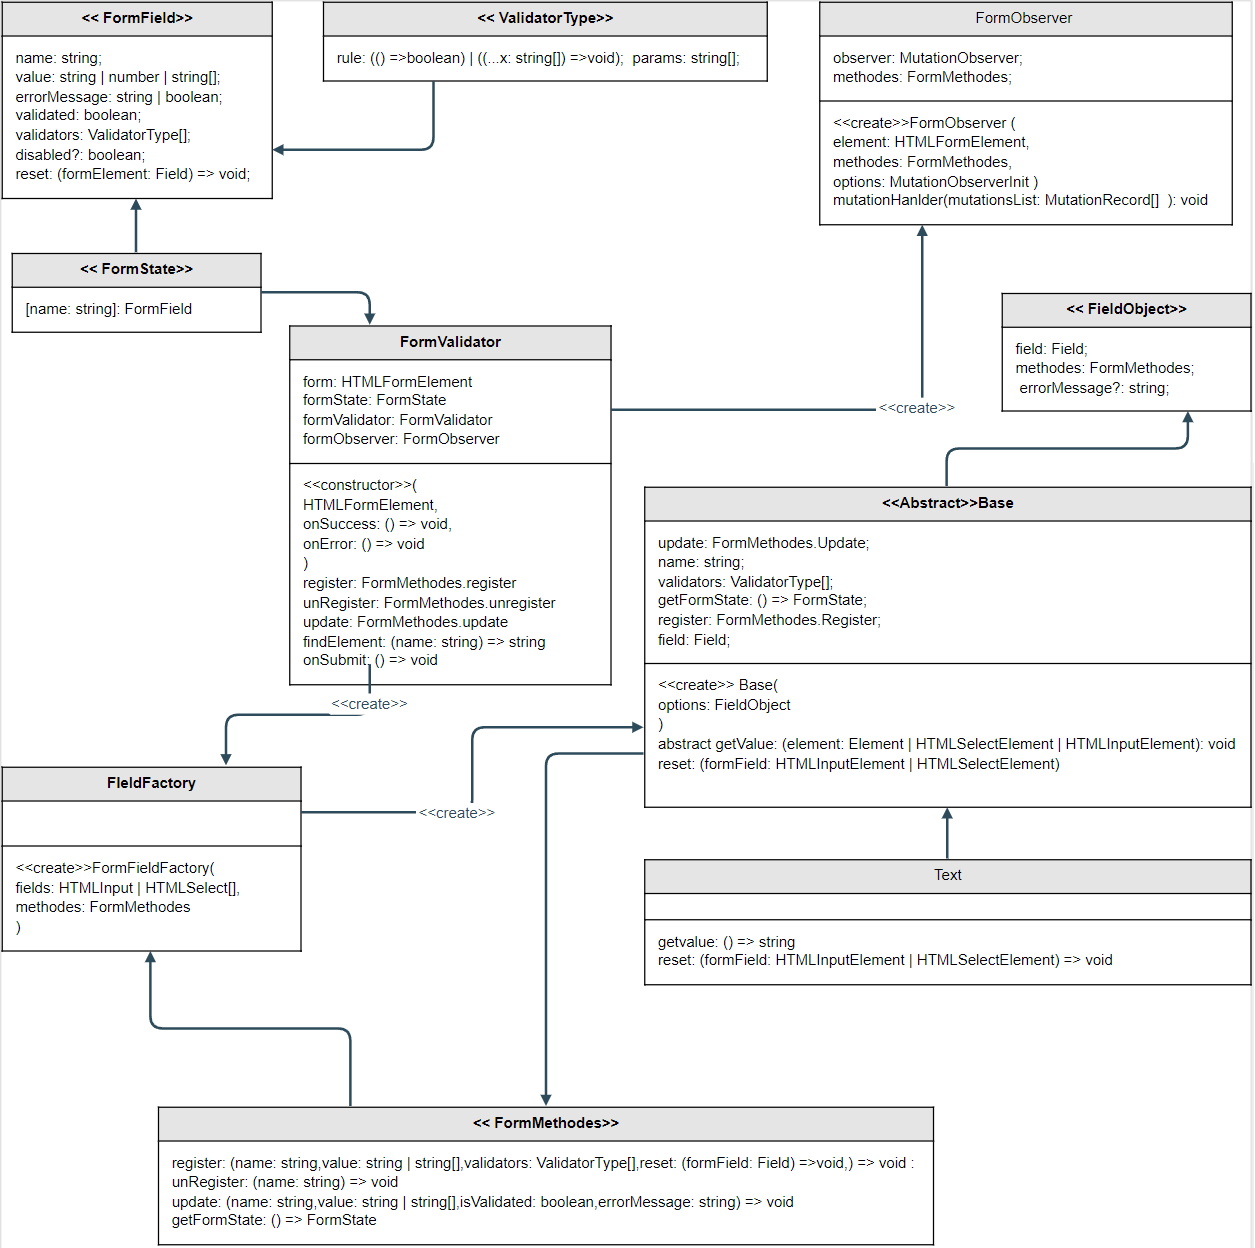 << FormField>>
name: string;
value: string | number | string[];
errorMessage: string | boolean;
validated: boolean;
validators: ValidatorType[];
disabled?: boolean;
reset: (formElement: Field) => void;
<< ValidatorType>>
rule: (() =>boolean) | ((...x: string[]) =>void);  params: string[];
FormObserver
observer: MutationObserver;
methodes: FormMethodes;
<<create>>FormObserver (
element: HTMLFormElement,
methodes: FormMethodes,
options: MutationObserverInit )
mutationHanlder(mutationsList: MutationRecord[]  ): void
<< FormState>>
[name: string]: FormField
FormValidator
form: HTMLFormElement
formState: FormState
formValidator: FormValidator
formObserver: FormObserver
<<constructor>>(
HTMLFormElement,
onSuccess: () => void,
onError: () => void
)
register: FormMethodes.register
unRegister: FormMethodes.unregister
update: FormMethodes.update
findElement: (name: string) => string
onSubmit: () => void
<<create>>
<< FieldObject>>
field: Field;
methodes: FormMethodes;
errorMessage?: string;
<<Abstract>>Base
update: FormMethodes.Update;
name: string;
validators: ValidatorType[];
getFormState: () => FormState;
register: FormMethodes.Register;
field: Field;
<<create>> Base(
options: FieldObject
)
abstract getValue: (element: Element | HTMLSelectElement | HTMLInputElement): void
reset: (formField: HTMLInputElement | HTMLSelectElement)
<<create>>
FIeldFactory
<<create>>FormFieldFactory(
fields: HTMLInput | HTMLSelect[],
methodes: FormMethodes
)
<<create>>
Text
getvalue: () => string
reset: (formField: HTMLInputElement | HTMLSelectElement) => void
<< FormMethodes>>
register: (name: string,value: string | string[],validators: ValidatorType[],reset: (formField: Field) =>void,) => void :
unRegister: (name: string) => void
update: (name: string,value: string | string[],isValidated: boolean,errorMessage: string) => void
getFormState: () => FormState